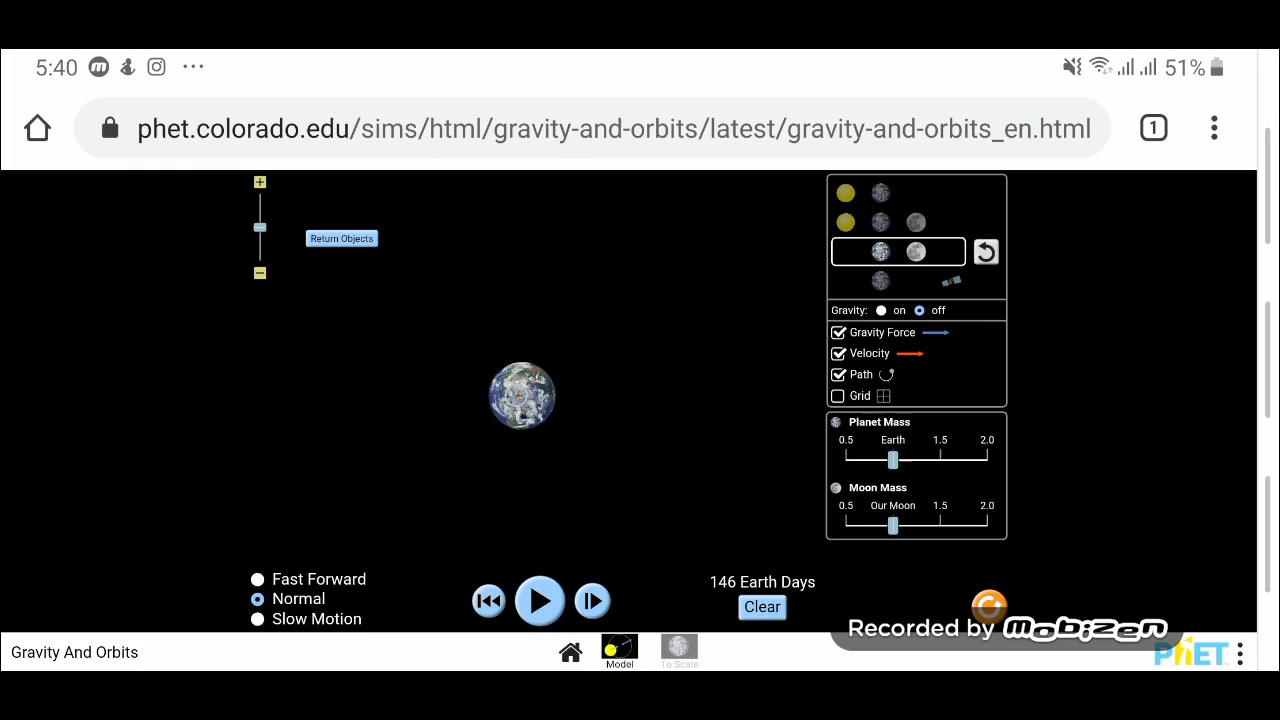 5:40 51%
phet.colorado.edu/sims/html/gravity-and-orbits/latest/gravity-and-orbits_en.html 1
Return Objects
Gravity: on off
Gravity Force
Velocity
Path
Grid
Planet Mass
0.5 Earth 1.5 2.0
Moon Mass
0.5 Our Moon 1.5 2.0
Fast Forward
Normal
Slow Motion
146 Earth Days
Clear
Recorded by mobizen
Gravity And Orbits
Model
To Scale
PhET